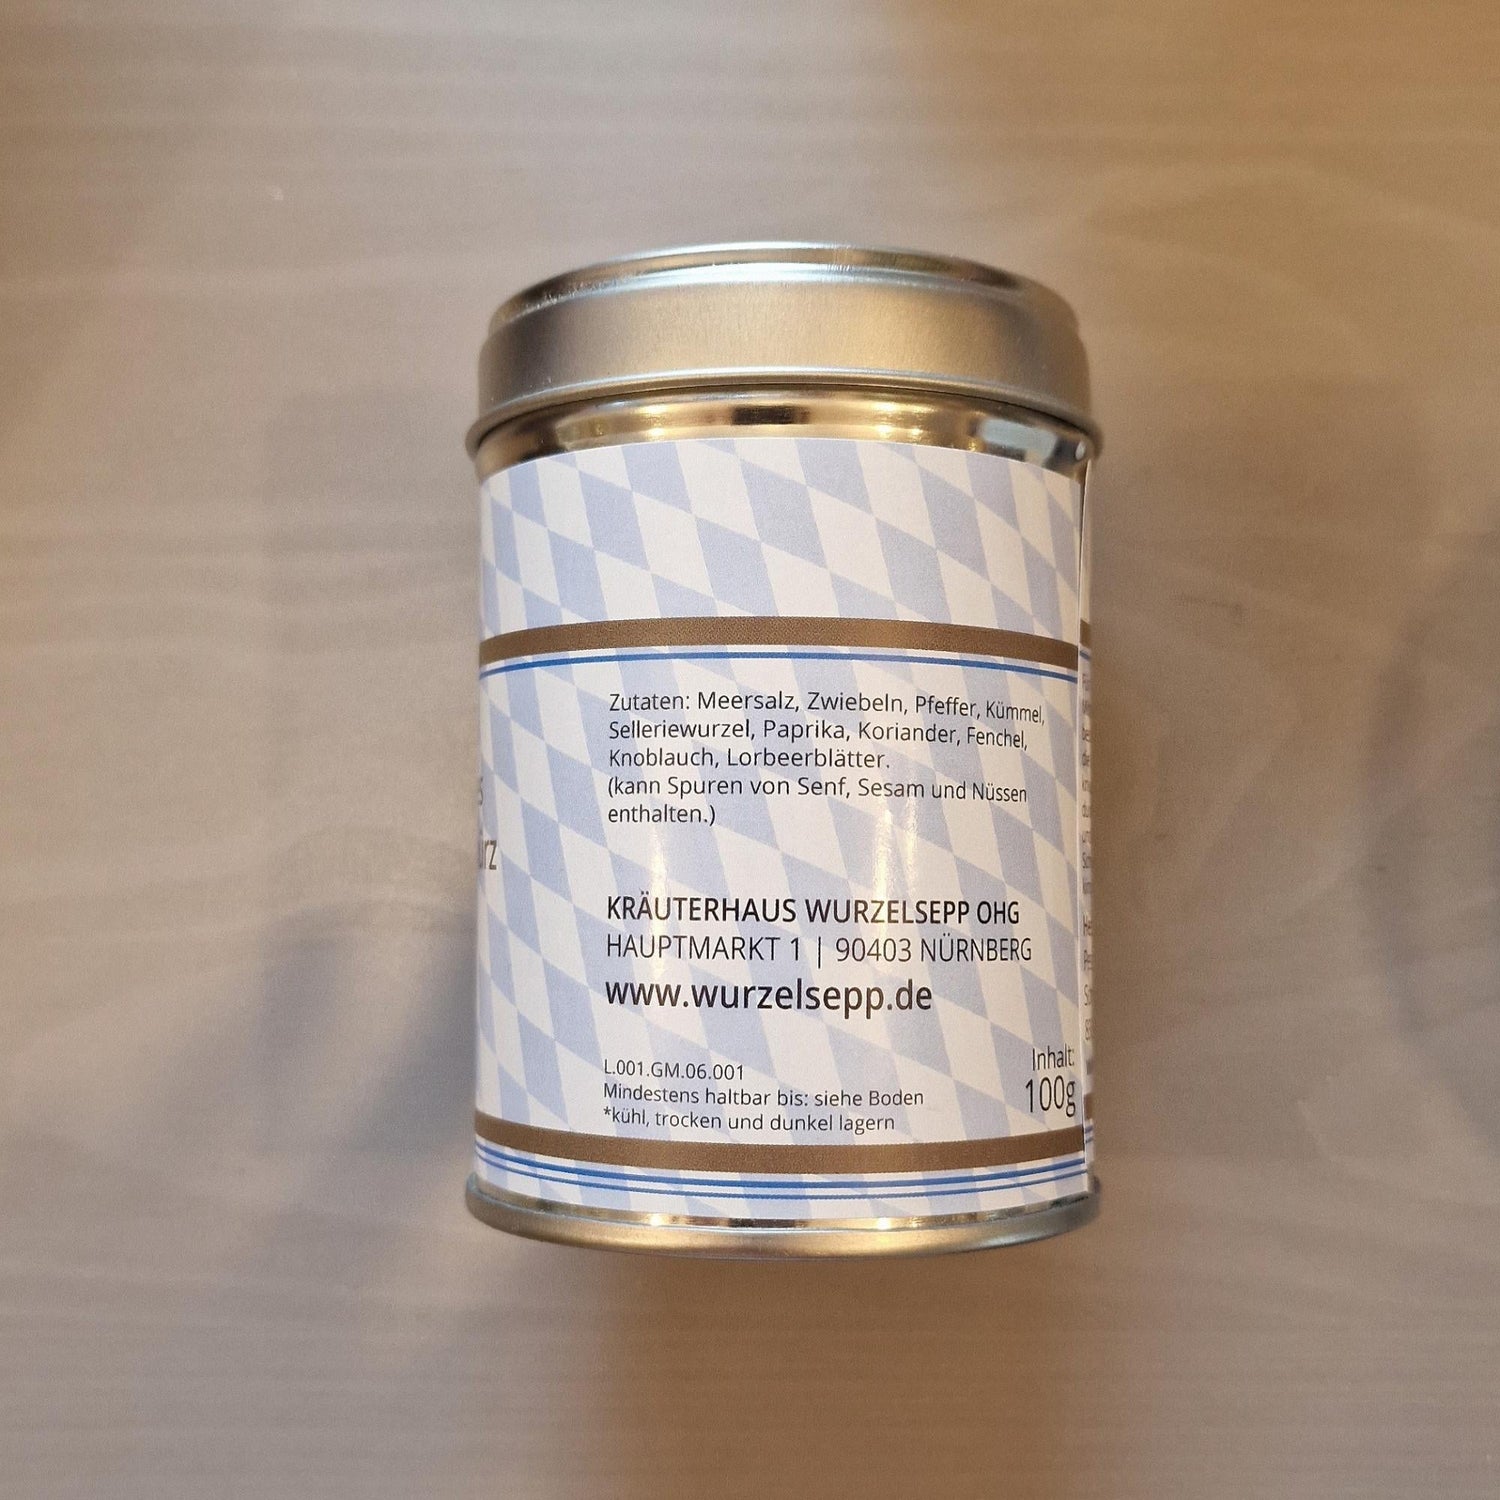 Zutaten: Meersalz, Zwiebeln, Pfeffer, Kümmel,
Selleriewurzel, Paprika, Koriander, Fenchel,
Knoblauch, Lorbeerblätter.
(kann Spuren von Senf, Sesam und Nüssen
enthalten.)
KRÄUTERHAUS WURZELSEPP OHG
HAUPTMARKT 1 | 90403 NÜRNBERG
www.wurzelsepp.de
L.001.GM.06.001
Mindestens haltbar bis: siehe Boden
*kühl, trocken und dunkel lagern
Inhalt:
100g